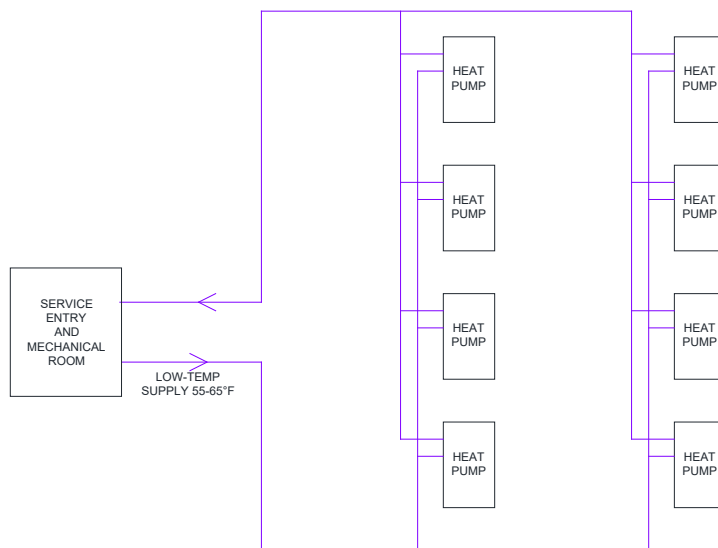 HEAT
PUMP
HEAT
PUMP
HEAT
PUMP
HEAT
PUMP
SERVICE
ENTRY
AND
MECHANICAL
ROOM
LOW-TEMP
SUPPLY 55-65°F
HEAT
PUMP
HEAT
PUMP
HEAT
PUMP
HEAT
PUMP